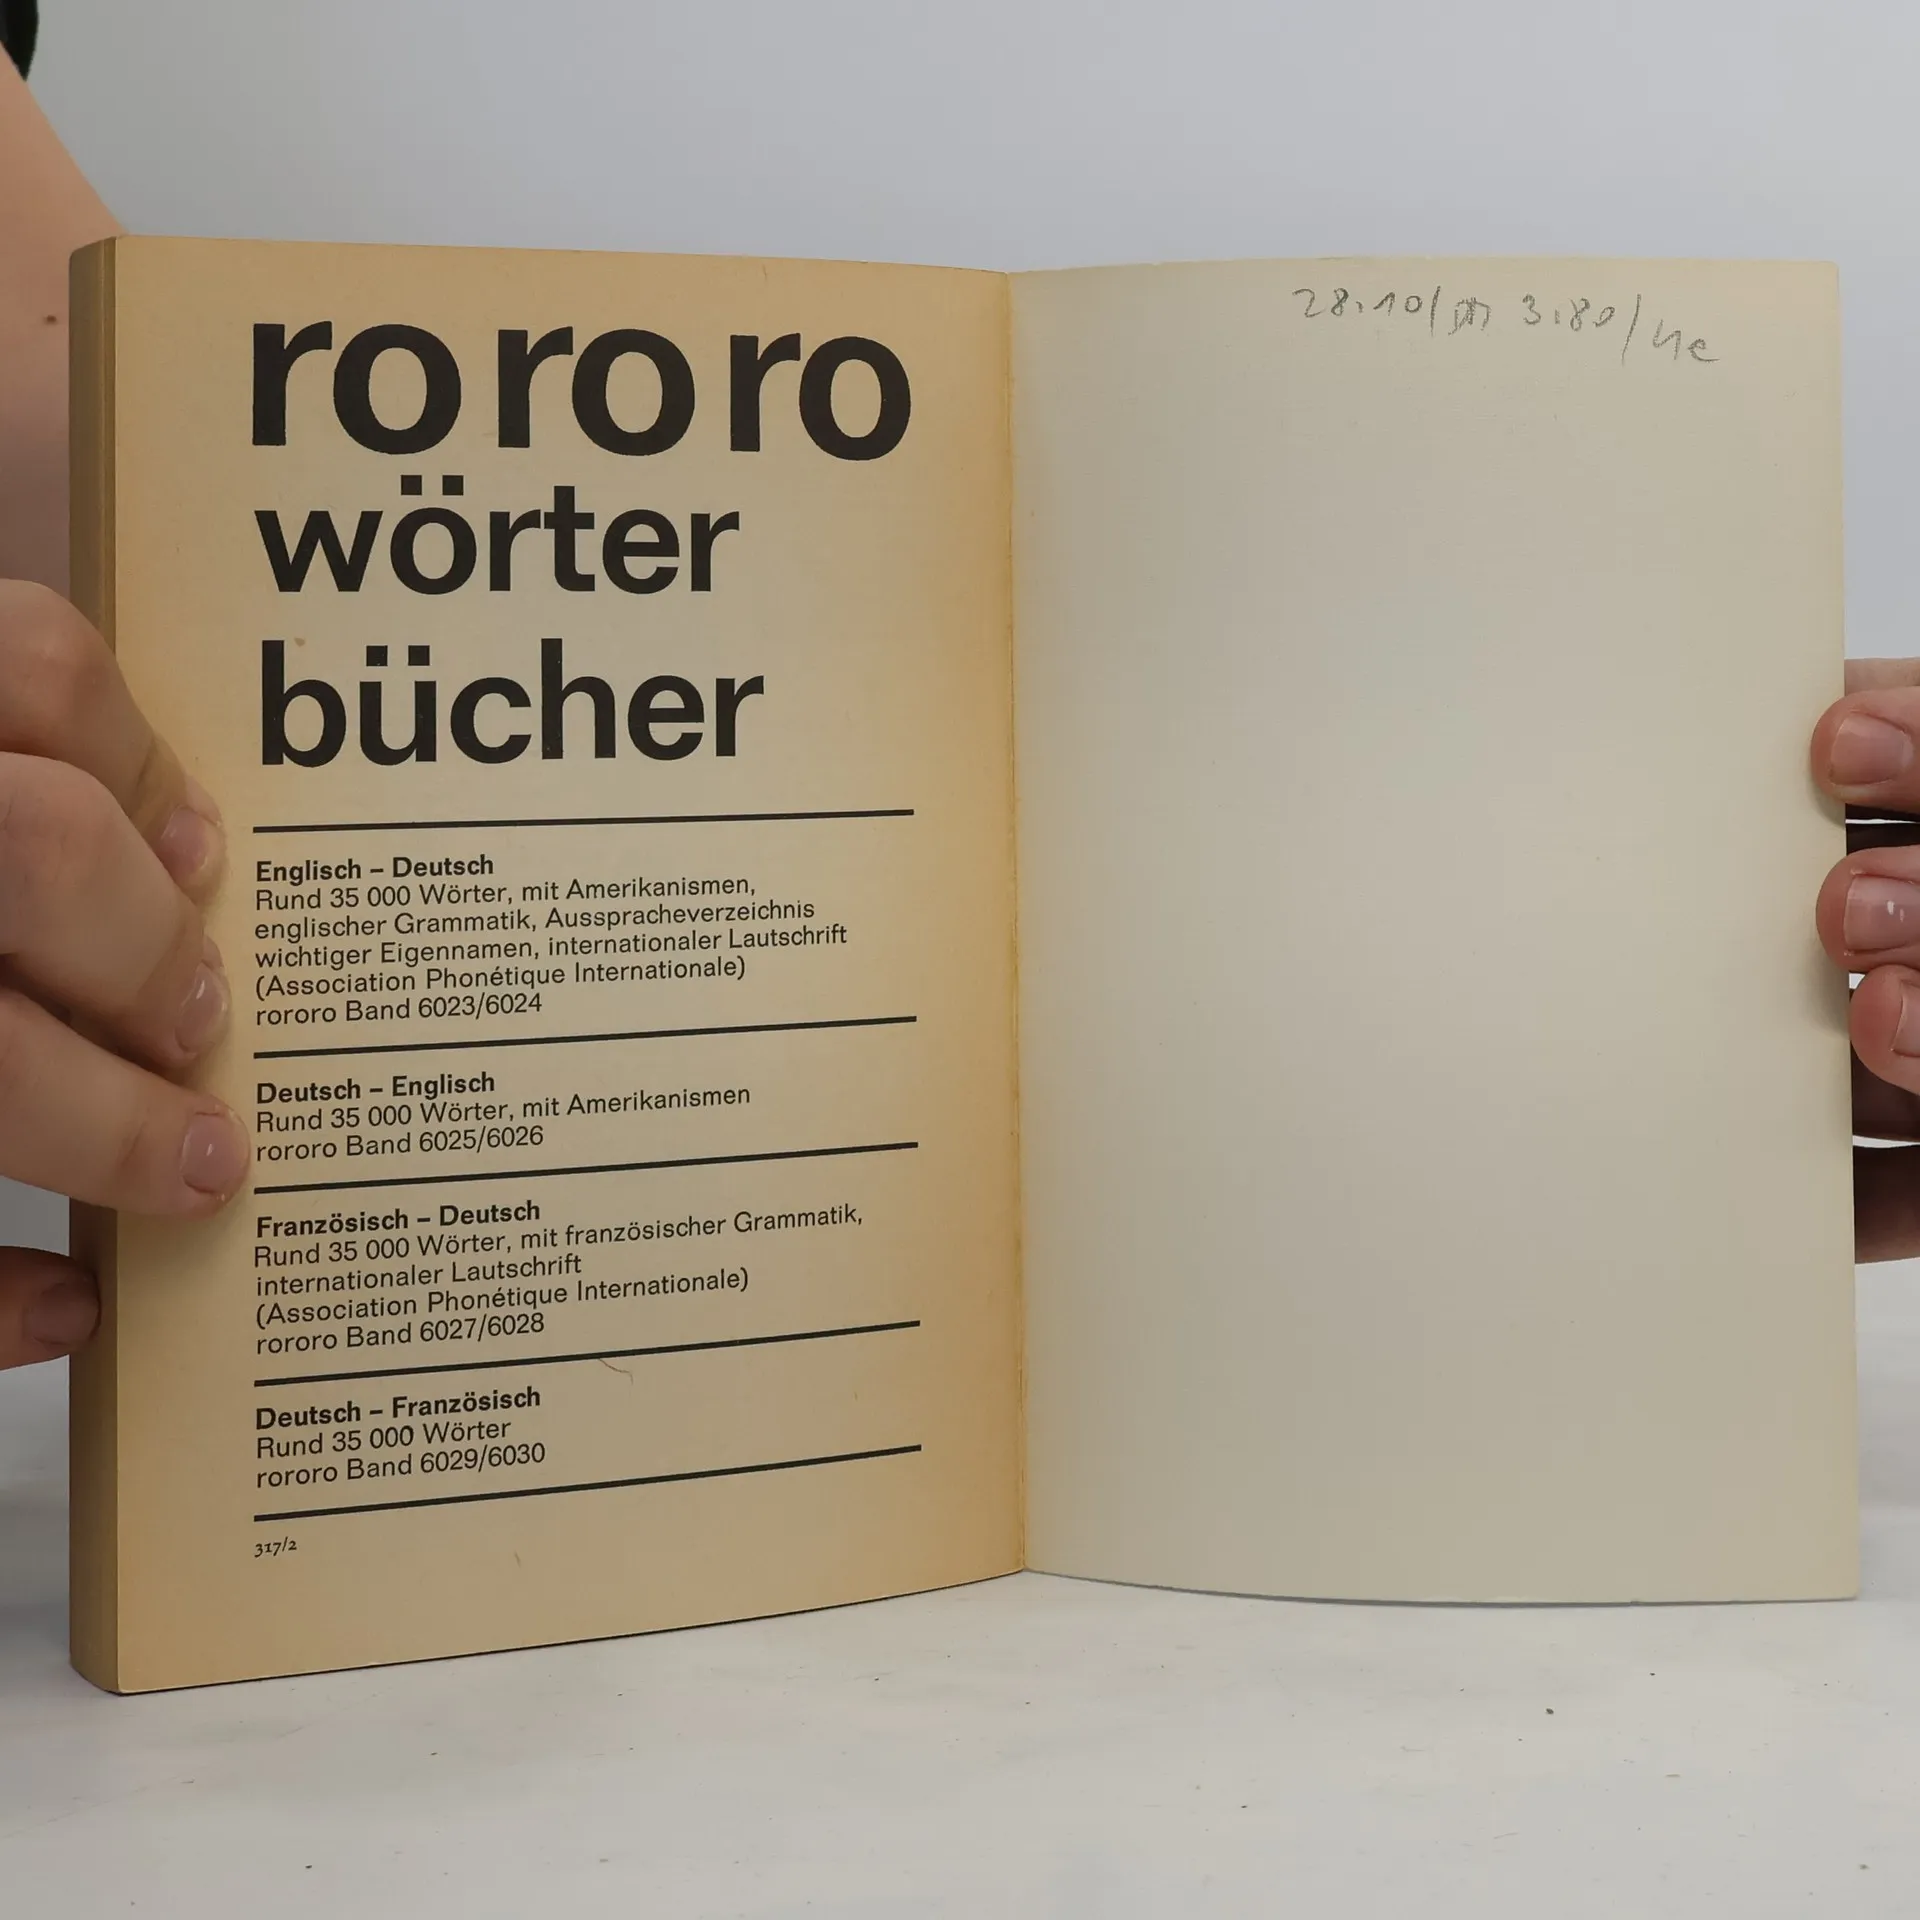 ro ro ro
wörter
bücher
Englisch – Deutsch
Rund 35 000 Wörter, mit Amerikanismen,
englischer Grammatik, Ausspracheverzeichnis
wichtiger Eigennamen, internationaler Lautschrift
(Association Phonétique Internationale)
rororo Band 6023/6024
Deutsch – Englisch
Rund 35 000 Wörter, mit Amerikanismen
rororo Band 6025/6026
Französisch – Deutsch
Rund 35 000 Wörter, mit französischer Grammatik,
internationaler Lautschrift
(Association Phonétique Internationale)
rororo Band 6027/6028
Deutsch – Französisch
Rund 35 000 Wörter
rororo Band 6029/6030
317/2
28.10/ 3.80/